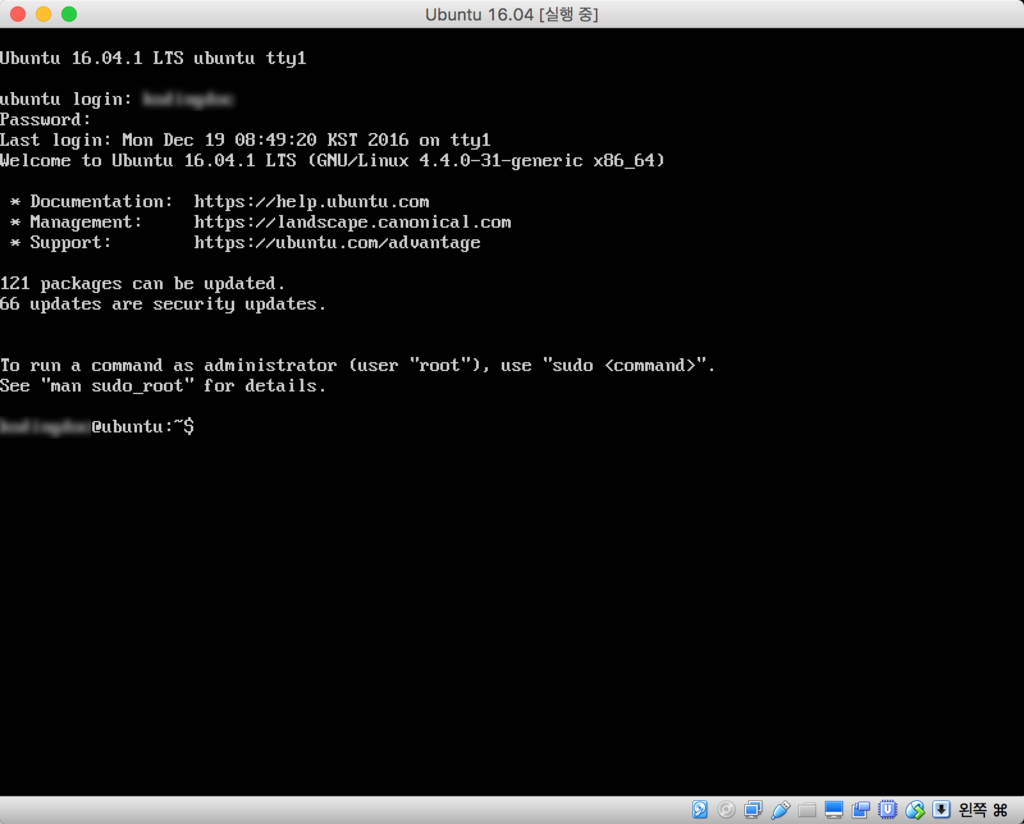 Ubuntu 16.04 [실행 중]
Ubuntu 16.04.1 LTS ubuntu tty1
ubuntu login:
Password:
Last login: Mon Dec 19 08:49:20 KST 2016 on tty1
Welcome to Ubuntu 16.04.1 LTS (GNU/Linux 4.4.0-31-generic x86_64)
* Documentation:  https://help.ubuntu.com
* Management:     https://landscape.canonical.com
* Support:        https://ubuntu.com/advantage
121 packages can be updated.
66 updates are security updates.
To run a command as administrator (user "root"), use "sudo <command>".
See "man sudo_root" for details.
@ubuntu:~$
왼쪽 ⌘